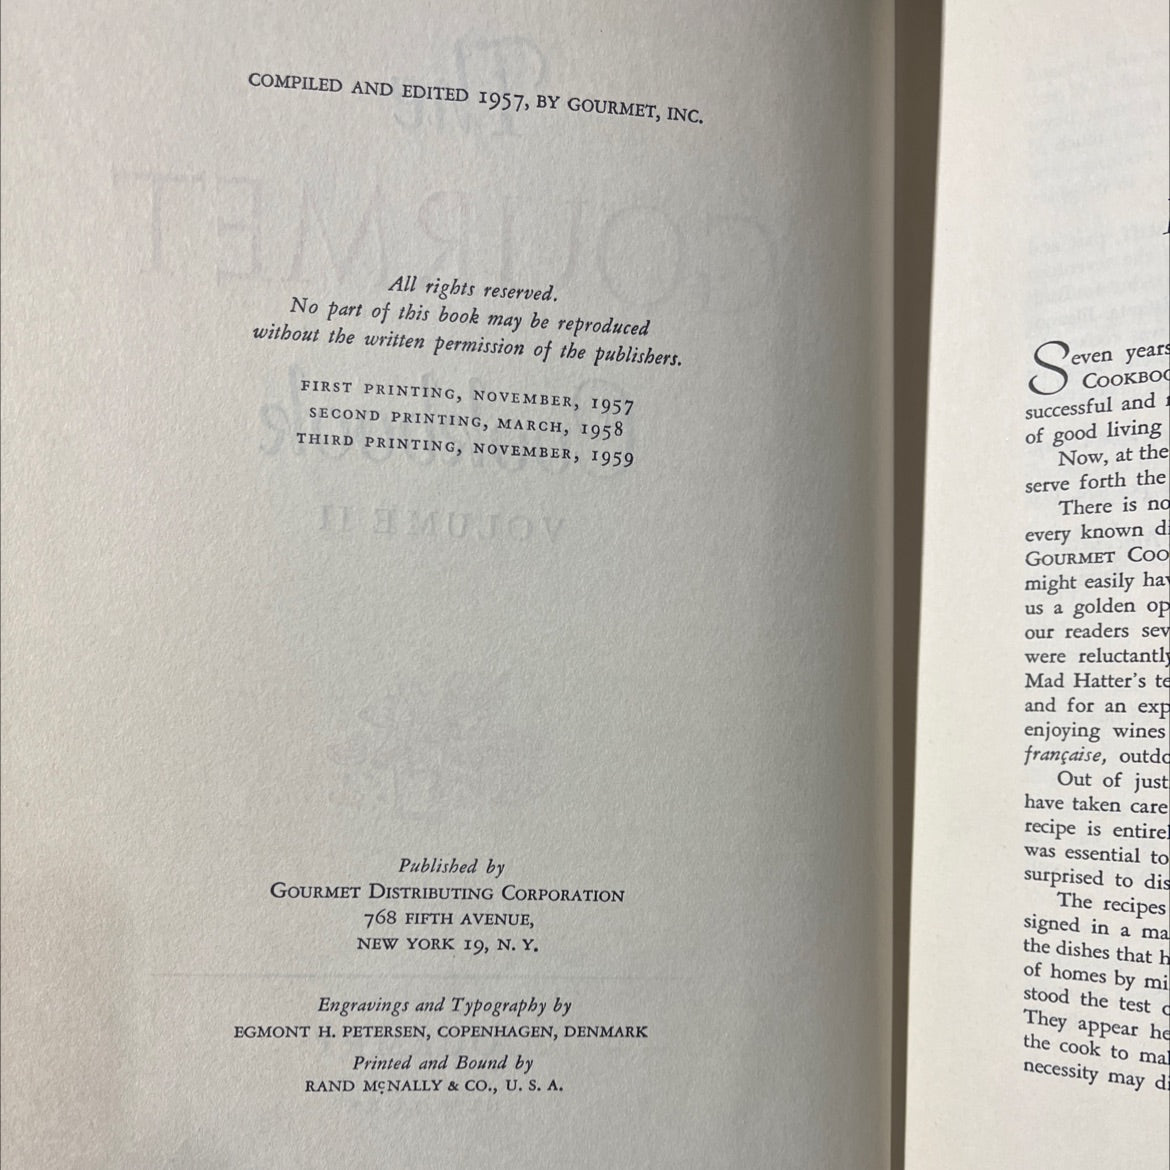 COMPILED AND EDITED 1957, BY GOURMET, INC.
All rights reserved.
No part of this book may be reproduced
without the written permission of the publishers.
FIRST PRINTING, NOVEMBER, 1957
SECOND PRINTING, MARCH, 1958
THIRD PRINTING, NOVEMBER, 1959
Published by
GOURMET DISTRIBUTING CORPORATION
768 FIFTH AVENUE,
NEW YORK 19, N. Y.
Engravings and Typography by
EGMONT H. PETERSEN, COPENHAGEN, DENMARK
Printed and Bound by
RAND McNALLY & CO., U. S. A.
Seven years
COOKBOO
successful and
of good living
Now, at the
serve forth the
There is no
every known di
GOURMET COO
might easily hav
us a golden op
our readers sev
were reluctantly
Mad Hatter's te
and for an exp
enjoying wines
française, outdo
Out of just
have taken care
recipe is entirel
was essential to
surprised to dis
The recipes
signed in a ma
the dishes that h
of homes by mi
stood the test
They appear he
the cook to mal
necessity may di